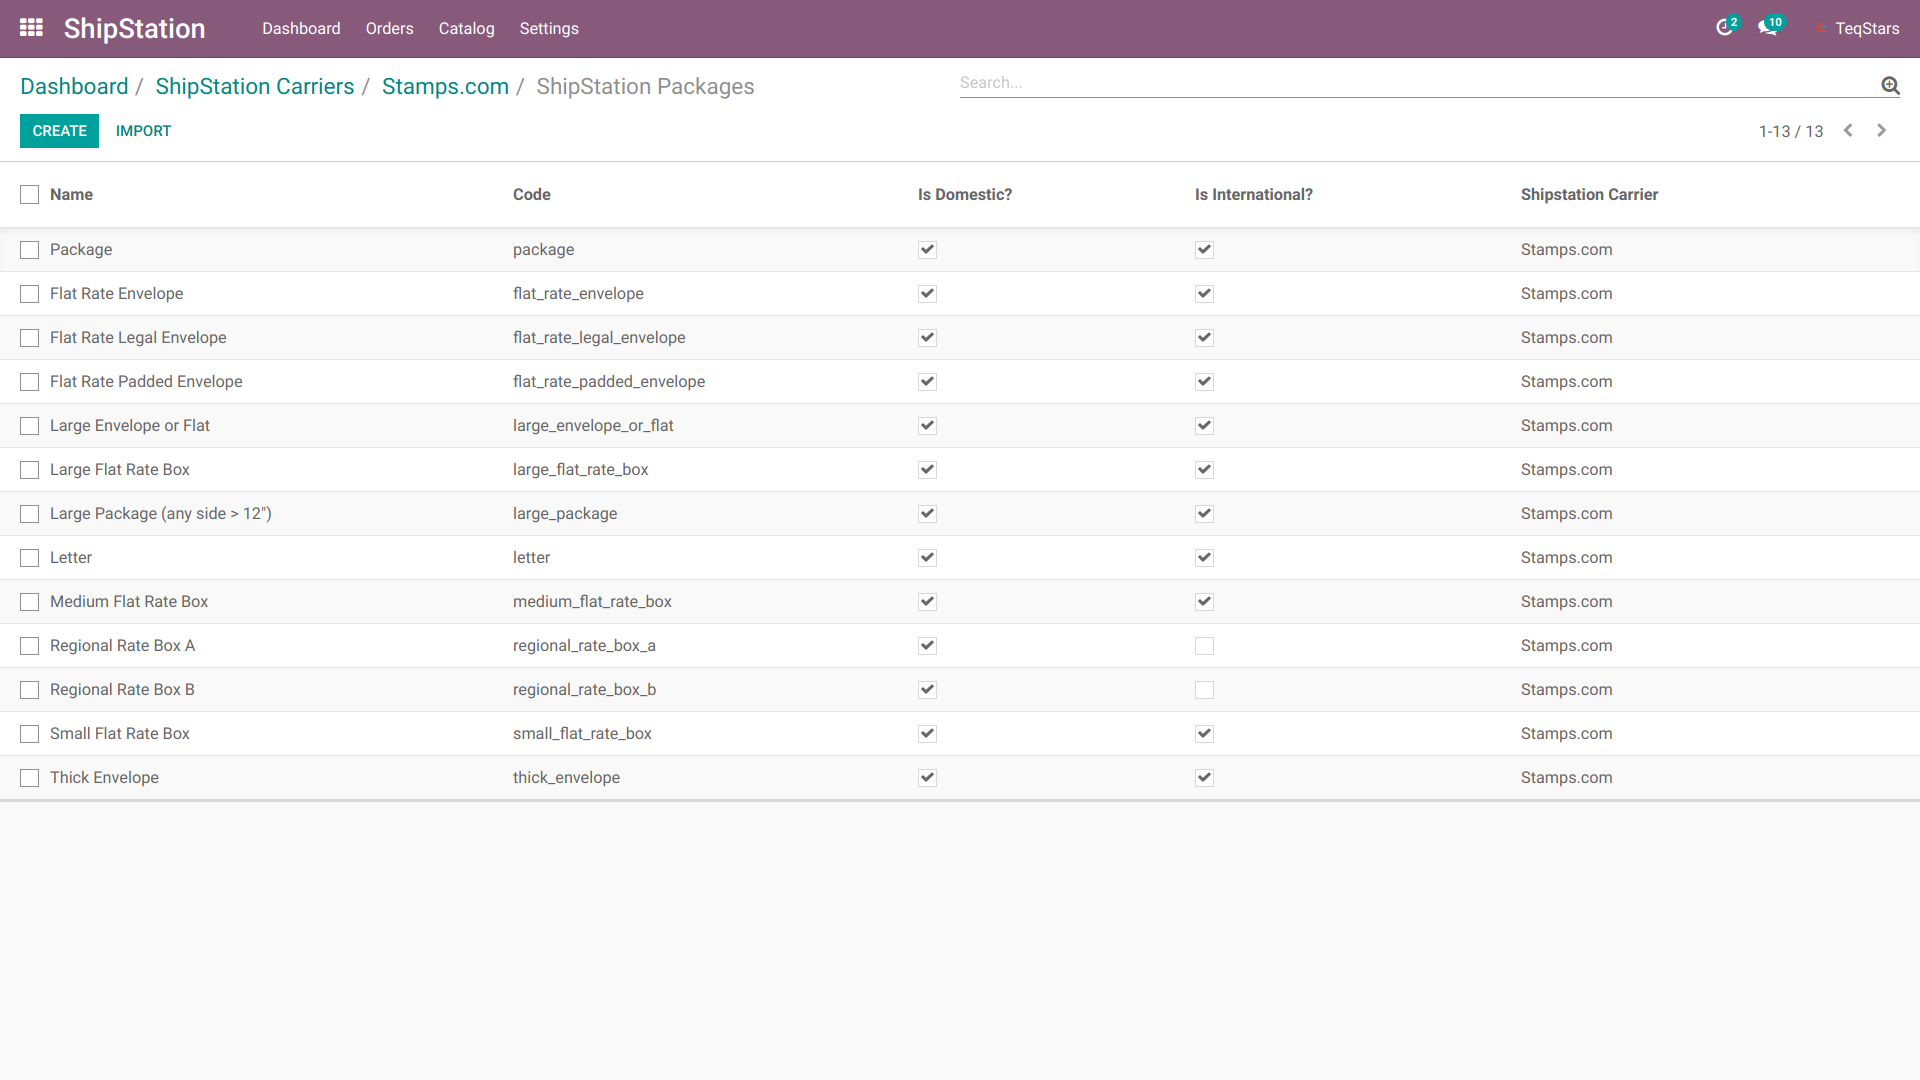 ShipStation Dashboard Orders Catalog Settings 2 10 TeqStars
Dashboard / ShipStation Carriers / Stamps.com / ShipStation Packages Search...
CREATE IMPORT 1-13 / 13
Name Code Is Domestic? Is International? Shipstation Carrier
Package package Stamps.com
Flat Rate Envelope flat_rate_envelope Stamps.com
Flat Rate Legal Envelope flat_rate_legal_envelope Stamps.com
Flat Rate Padded Envelope flat_rate_padded_envelope Stamps.com
Large Envelope or Flat large_envelope_or_flat Stamps.com
Large Flat Rate Box large_flat_rate_box Stamps.com
Large Package (any side > 12") large_package Stamps.com
Letter letter Stamps.com
Medium Flat Rate Box medium_flat_rate_box Stamps.com
Regional Rate Box A regional_rate_box_a Stamps.com
Regional Rate Box B regional_rate_box_b Stamps.com
Small Flat Rate Box small_flat_rate_box Stamps.com
Thick Envelope thick_envelope Stamps.com